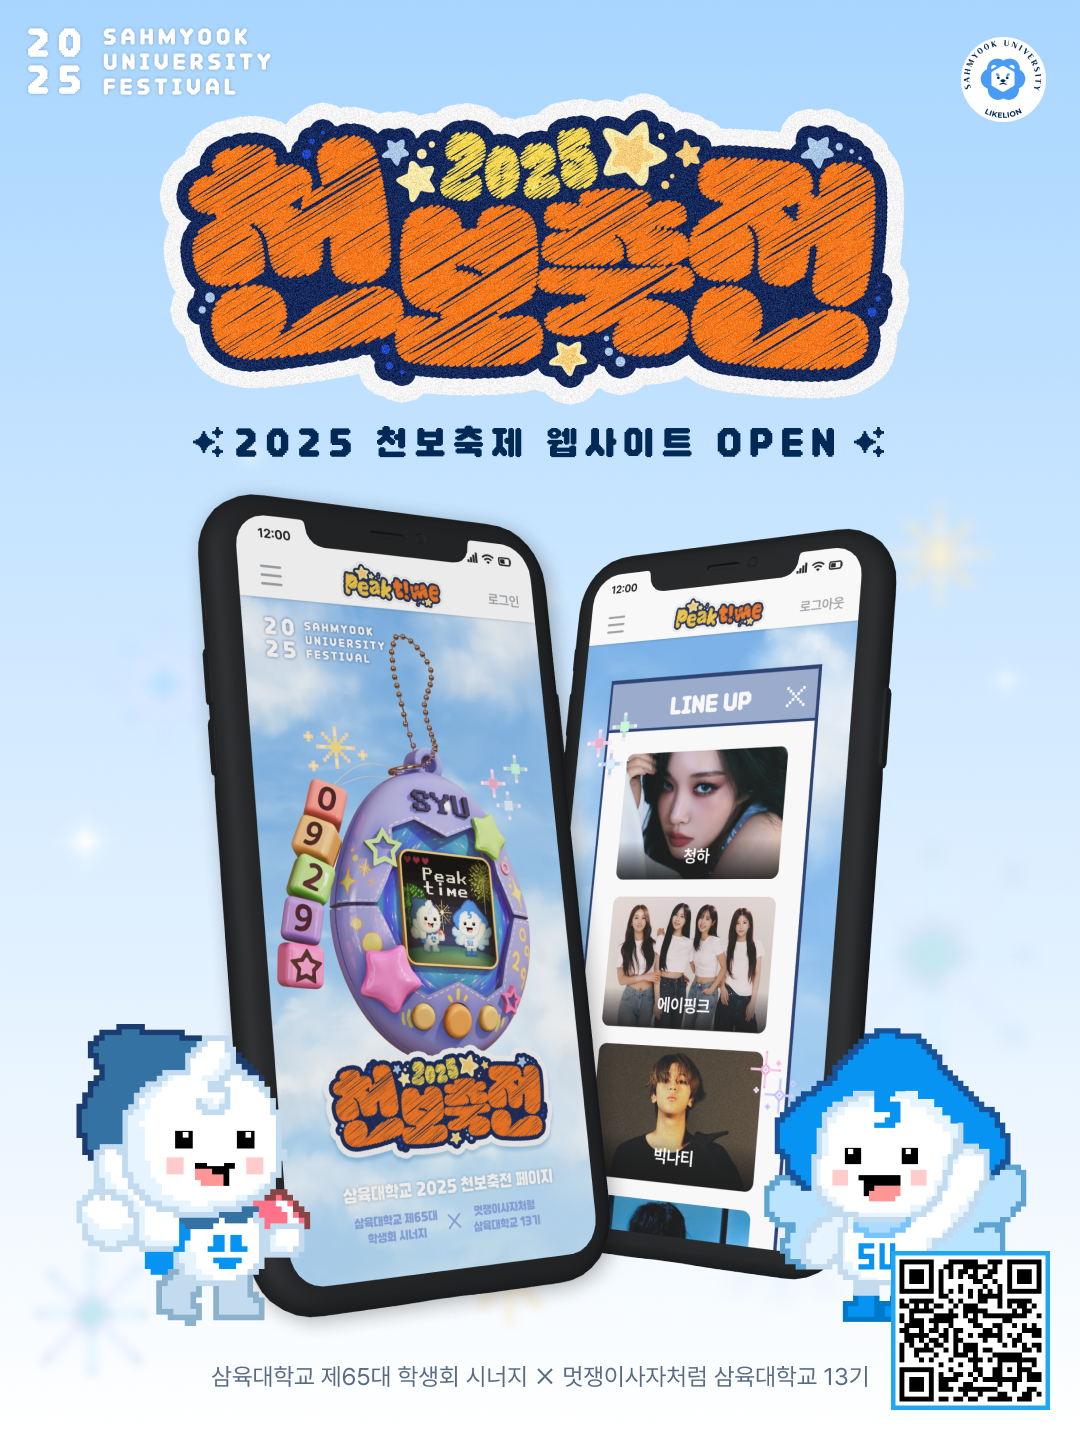 20
25
SAHMYOOK
UNIVERSITY
FESTIVAL
SAHMYOOK UNIVERSITY
LIKELION
2025
천보축전
2025 천보축제 웹사이트 OPEN
12:00
Peak time
로그인
20
25
SAHMYOOK
UNIVERSITY
FESTIVAL
SYU
0
9
2
9
Peak
time
2025
천보축전
삼육대학교 2025 천보축전 페이지
삼육대학교 제65대
학생회 시너지
멋쟁이사자처럼
삼육대학교 13기
12:00
Peak time
로그아웃
LINE UP
청하
에이핑크
빅나티
삼육대학교 제65대 학생회 시너지 × 멋쟁이사자처럼 삼육대학교 13기